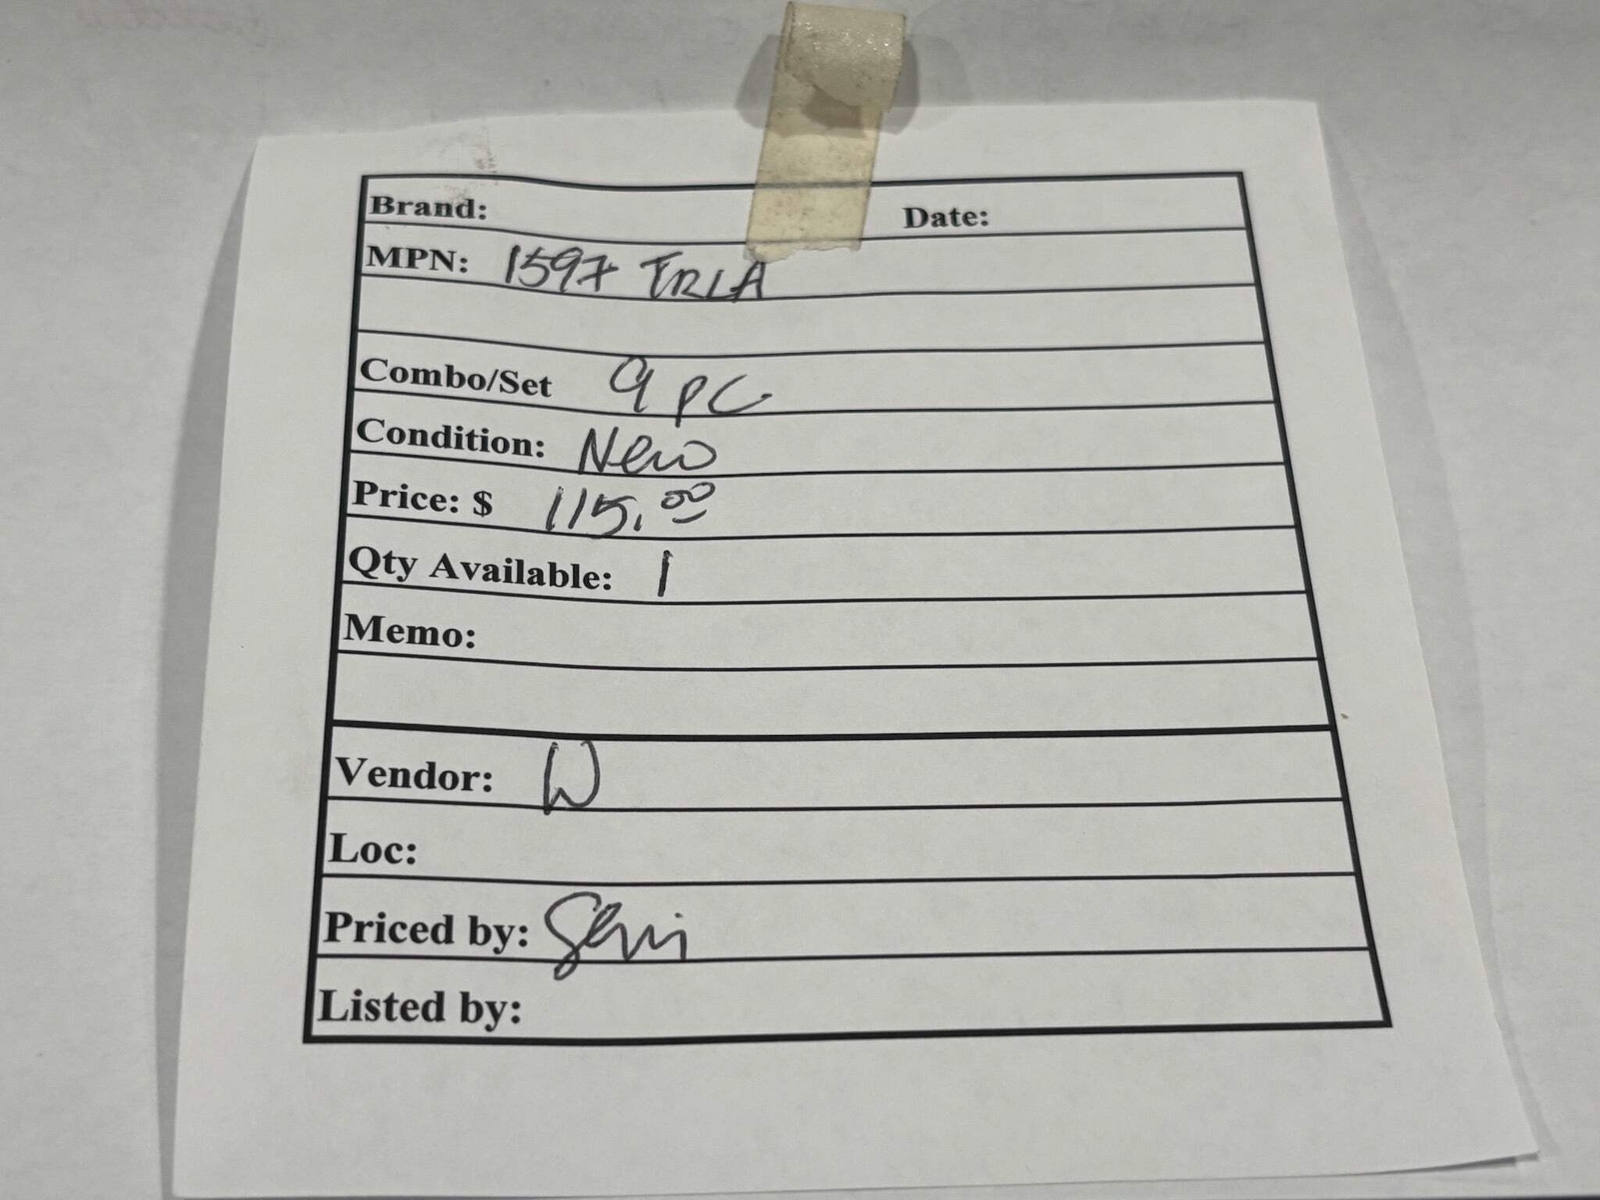 Brand: Date:
MPN: 1597 TRLA
Combo/Set 9 PC
Condition: New
Price: $ 115.00
Qty Available: 1
Memo:
Vendor: W
Loc:
Priced by:
Listed by: